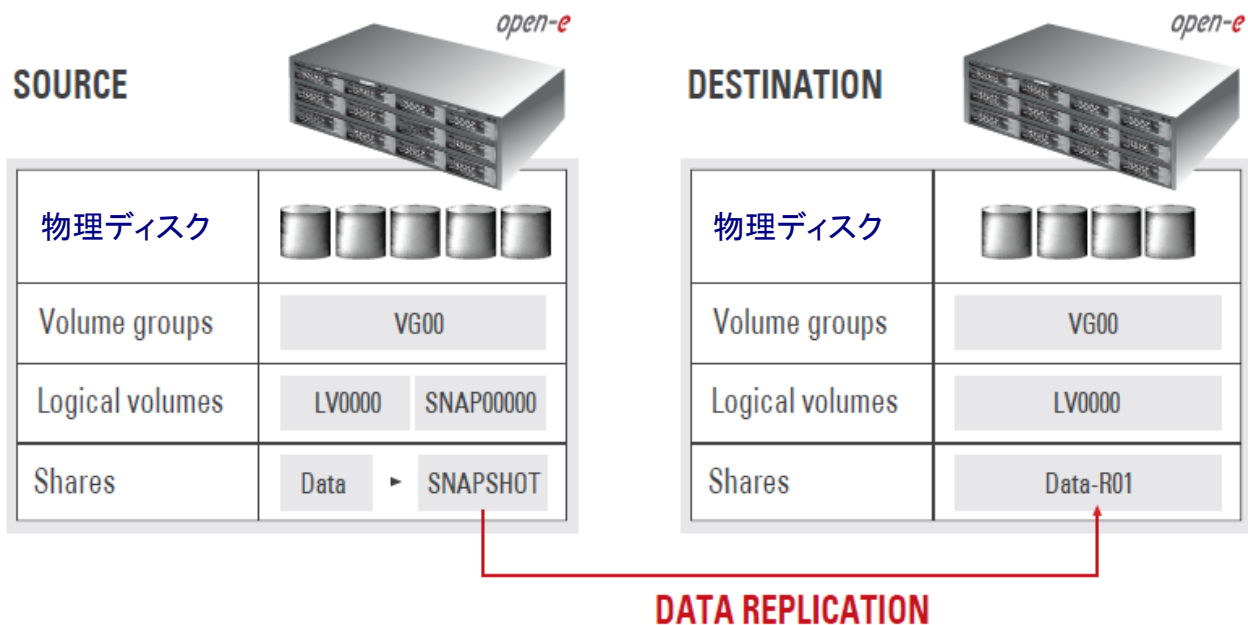 open-e
SOURCE
物理ディスク
Volume groups
VG00
Logical volumes
LV0000 SNAP00000
Shares
Data ► SNAPSHOT
open-e
DESTINATION
物理ディスク
Volume groups
VG00
Logical volumes
LV0000
Shares
Data-R01
DATA REPLICATION